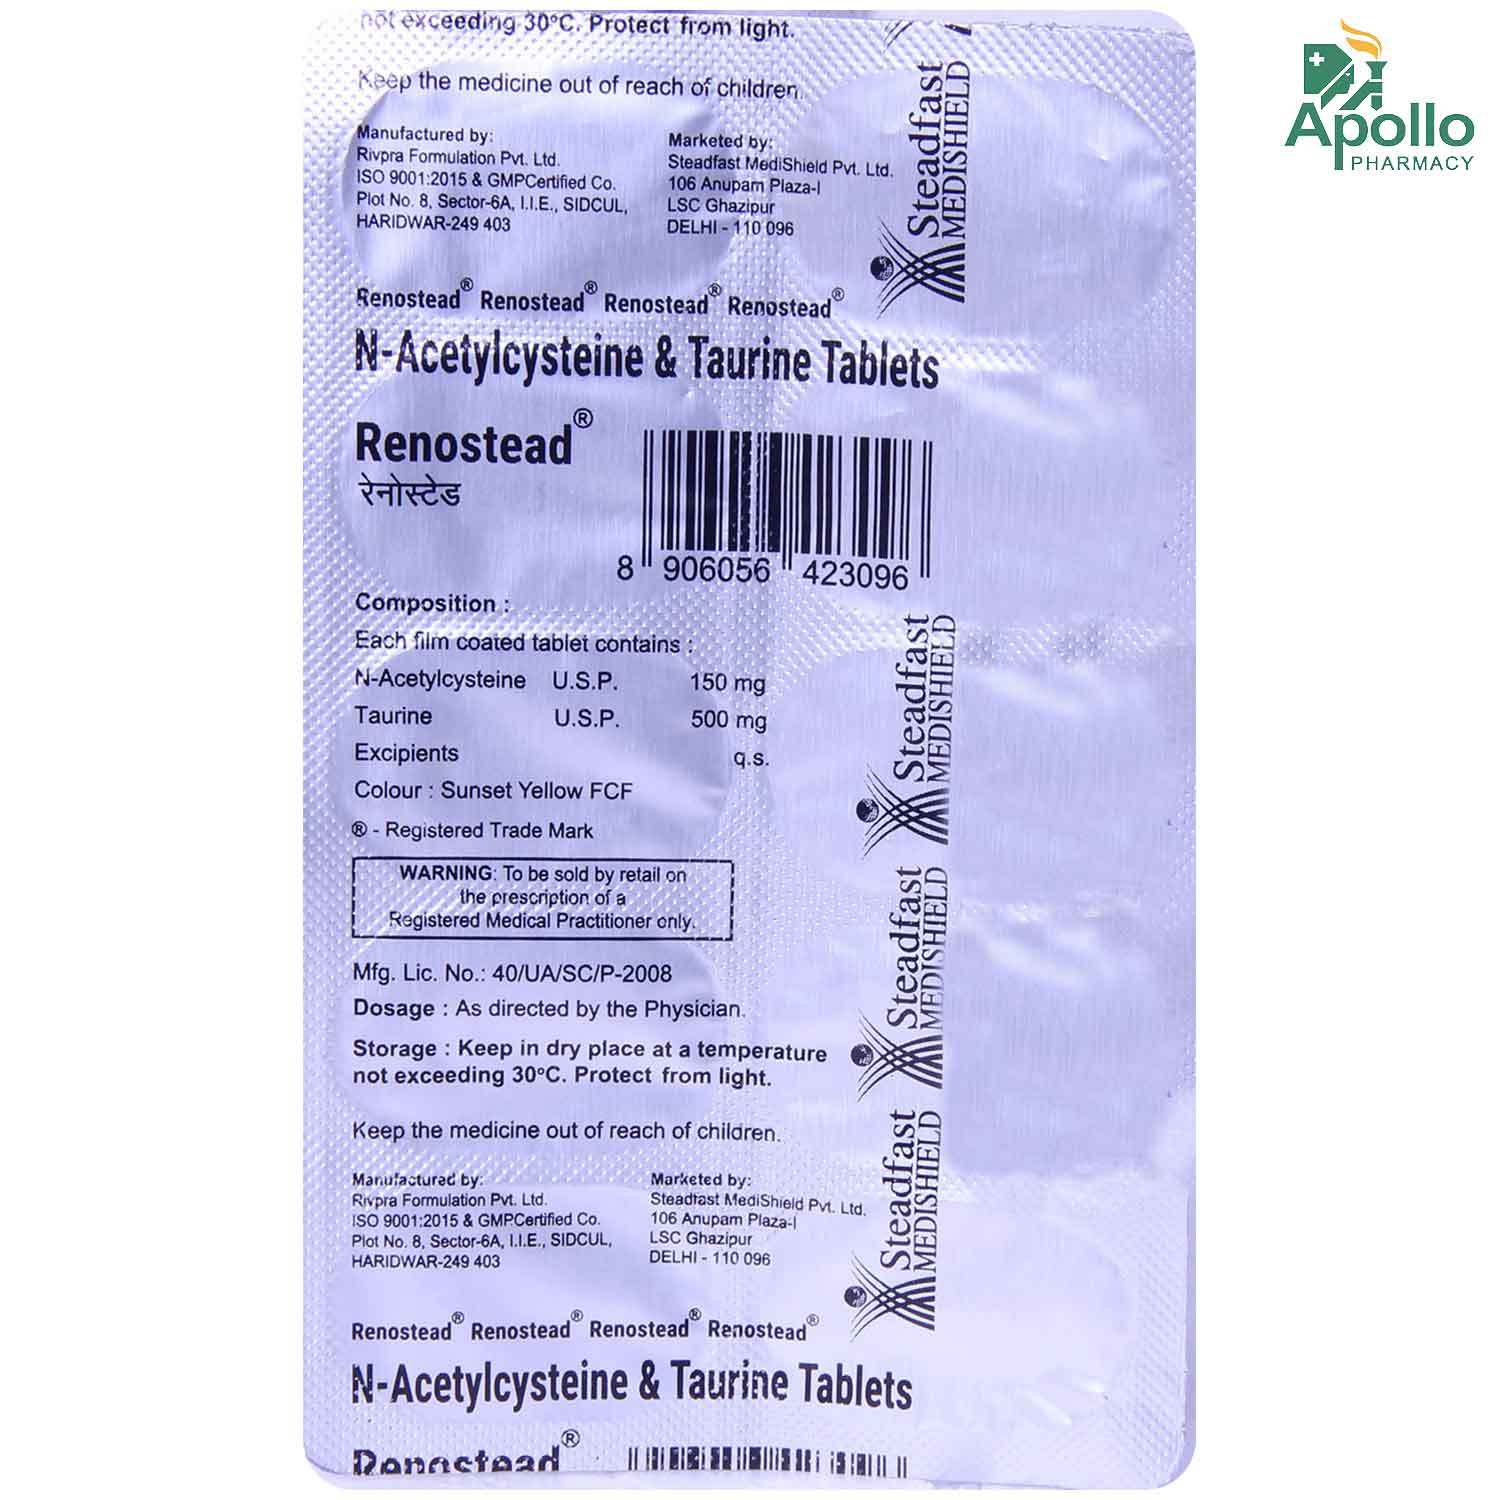 not exceeding 30°C. Protect from light.
Keep the medicine out of reach of children.
Manufactured by:
Rivpra Formulation Pvt. Ltd.
ISO 9001:2015 & GMPCertified Co.
Plot No. 8, Sector-6A, I.I.E., SIDCUL,
HARIDWAR-249 403
Marketed by:
Steadfast MediShield Pvt. Ltd.
106 Anupam Plaza-I
LSC Ghazipur
DELHI - 110 096
Steadfast
MEDISHIELD
Apollo
PHARMACY
Renostead® Renostead® Renostead® Renostead®
N-Acetylcysteine & Taurine Tablets
Renostead®
रेनोस्टेड
8 906056 423096
Composition :
Each film coated tablet contains :
N-Acetylcysteine U.S.P. 150 mg
Taurine U.S.P. 500 mg
Excipients q.s.
Colour : Sunset Yellow FCF
® - Registered Trade Mark
Steadfast
MEDISHIELD
WARNING: To be sold by retail on
the prescription of a
Registered Medical Practitioner only.
Mfg. Lic. No.: 40/UA/SC/P-2008
Dosage : As directed by the Physician.
Storage : Keep in dry place at a temperature
not exceeding 30°C. Protect from light.
Steadfast
MEDISHIELD
Keep the medicine out of reach of children.
Manufactured by:
Rivpra Formulation Pvt. Ltd.
ISO 9001:2015 & GMPCertified Co.
Plot No. 8, Sector-6A, I.I.E., SIDCUL,
HARIDWAR-249 403
Marketed by:
Steadfast MediShield Pvt. Ltd.
106 Anupam Plaza-I
LSC Ghazipur
DELHI - 110 096
Steadfast
MEDISHIELD
Renostead® Renostead® Renostead® Renostead®
N-Acetylcysteine & Taurine Tablets
Renostead®